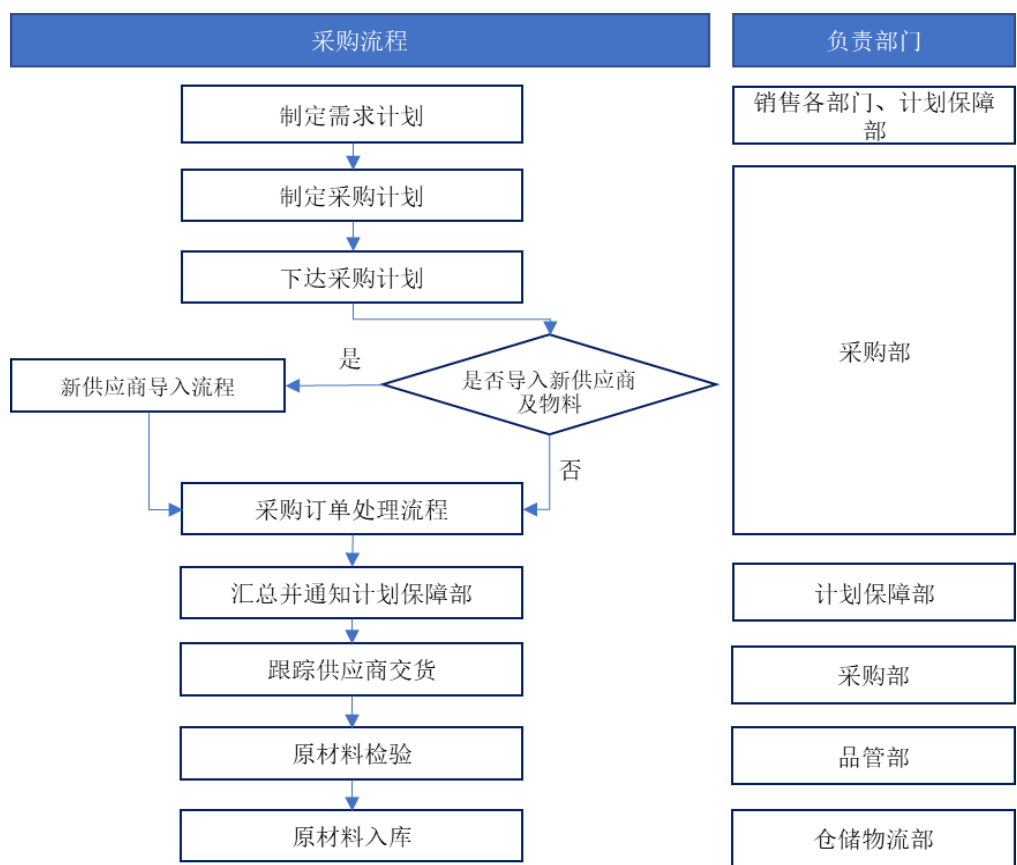 采购流程
负责部门
制定需求计划
销售各部门、计划保障
部
制定采购计划
下达采购计划
采购部
是
是否导入新供应商
及物料
新供应商导入流程
否
采购订单处理流程
汇总并通知计划保障部
计划保障部
跟踪供应商交货
采购部
原材料检验
品管部
原材料入库
仓储物流部